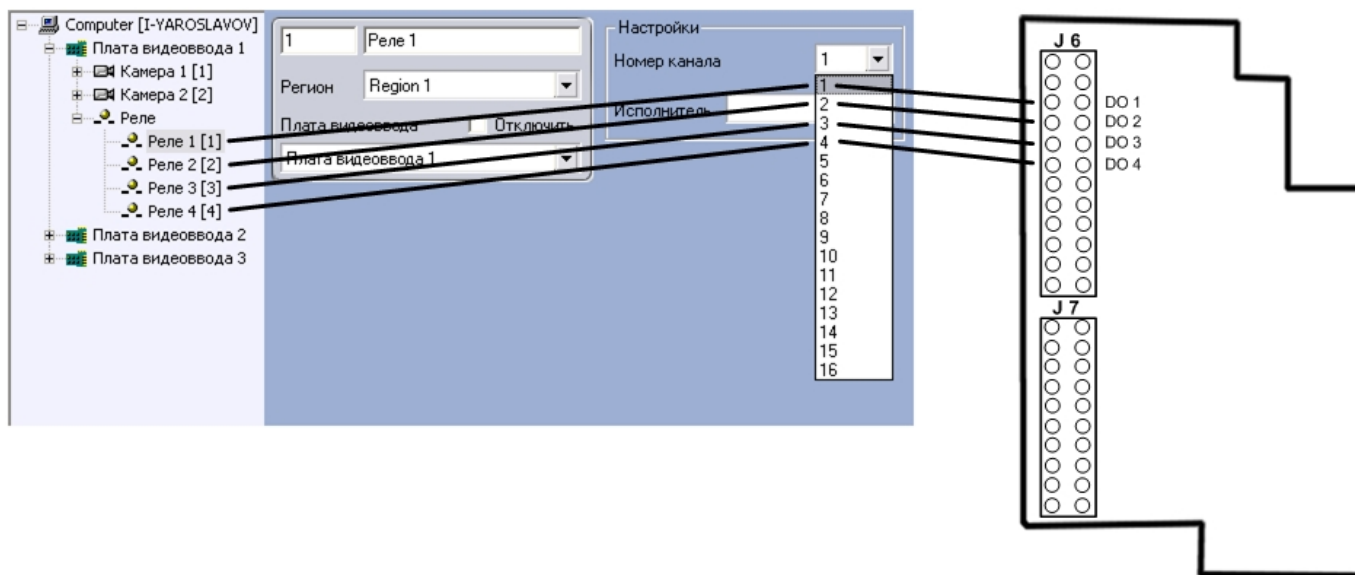 Computer [I-YAROSLAVOV]
Плата видеоввода 1
Камера 1 [1]
Камера 2 [2]
Реле
Реле 1 [1]
Реле 2 [2]
Реле 3 [3]
Реле 4 [4]
Плата видеоввода 2
Плата видеоввода 3
1 Реле 1
Регион Region 1
Плата видеоввода Отключить
Плата видеоввода 1
Настройки
Номер канала 1
Исполнитель
1
2
3
4
5
6
7
8
9
10
11
12
13
14
15
16
J 6
DO 1
DO 2
DO 3
DO 4
J 7